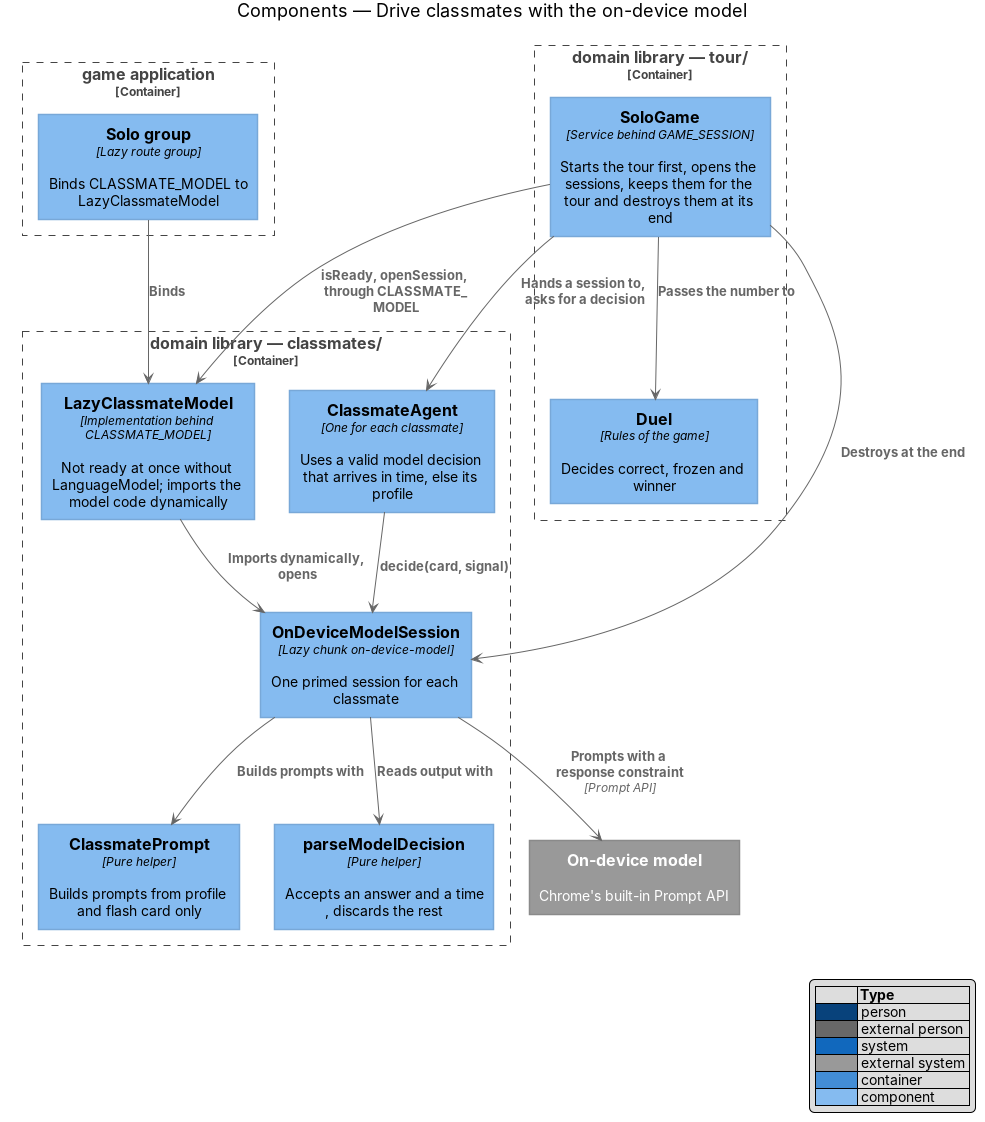 Components — Drive classmates with the on-device model
game application
[Container]
Solo group
[Lazy route group]
Binds CLASSMATE_MODEL to
LazyClassmateModel
domain library — tour/
[Container]
SoloGame
[Service behind GAME_SESSION]
Starts the tour first, opens the
sessions, keeps them for the
tour and destroys them at its
end
Binds
isReady, openSession,
through CLASSMATE_
MODEL
Hands a session to,
asks for a decision
Passes the number to
domain library — classmates/
[Container]
LazyClassmateModel
[Implementation behind
CLASSMATE_MODEL]
Not ready at once without
LanguageModel; imports the
model code dynamically
ClassmateAgent
[One for each classmate]
Uses a valid model decision
that arrives in time, else its
profile
Duel
[Rules of the game]
Decides correct, frozen and
winner
Destroys at the end
Imports dynamically,
opens
decide(card, signal)
OnDeviceModelSession
[Lazy chunk on-device-model]
One primed session for each
classmate
Builds prompts with
Reads output with
Prompts with a
response constraint
[Prompt API]
ClassmatePrompt
[Pure helper]
Builds prompts from profile
and flash card only
parseModelDecision
[Pure helper]
Accepts an answer and a time
, discards the rest
On-device model
Chrome's built-in Prompt API
Type
person
external person
system
external system
container
component